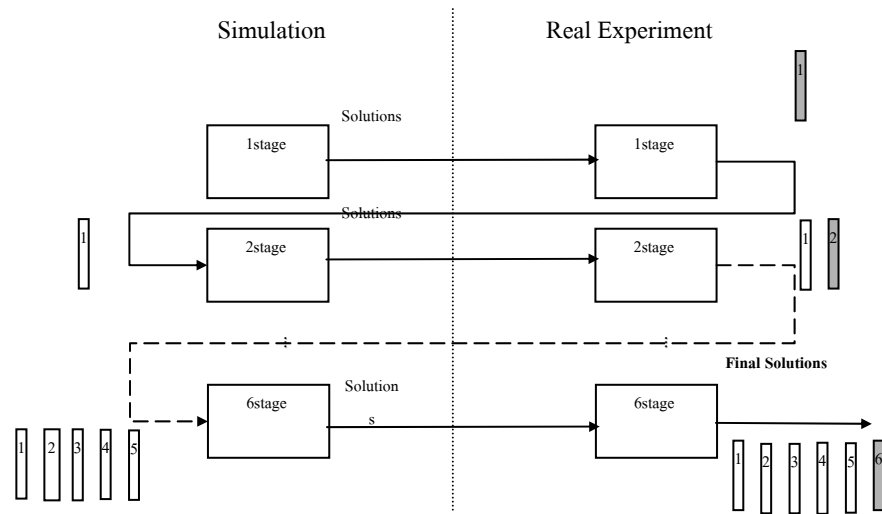 Simulation
Real Experiment
1
Solutions
1stage
1stage
Solutions
1
2stage
2stage
1
2
Final Solutions
6stage
Solution
s
6stage
1
2
3
4
5
1
2
3
4
5
6